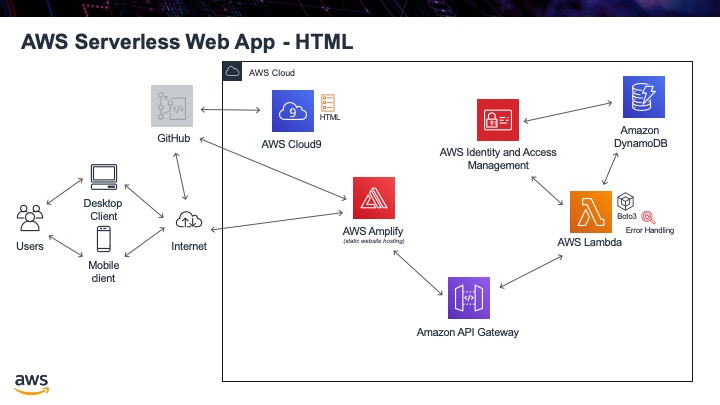 AWS Serverless Web App - HTML
AWS Cloud
GitHub
9
AWS Cloud9
HTML
AWS Identity and Access
Management
Amazon
DynamoDB
Users
Desktop
Client
Mobile
client
Internet
AWS Amplify
(static website hosting)
AWS Lambda
Boto3
Error Handling
Amazon API Gateway
aws